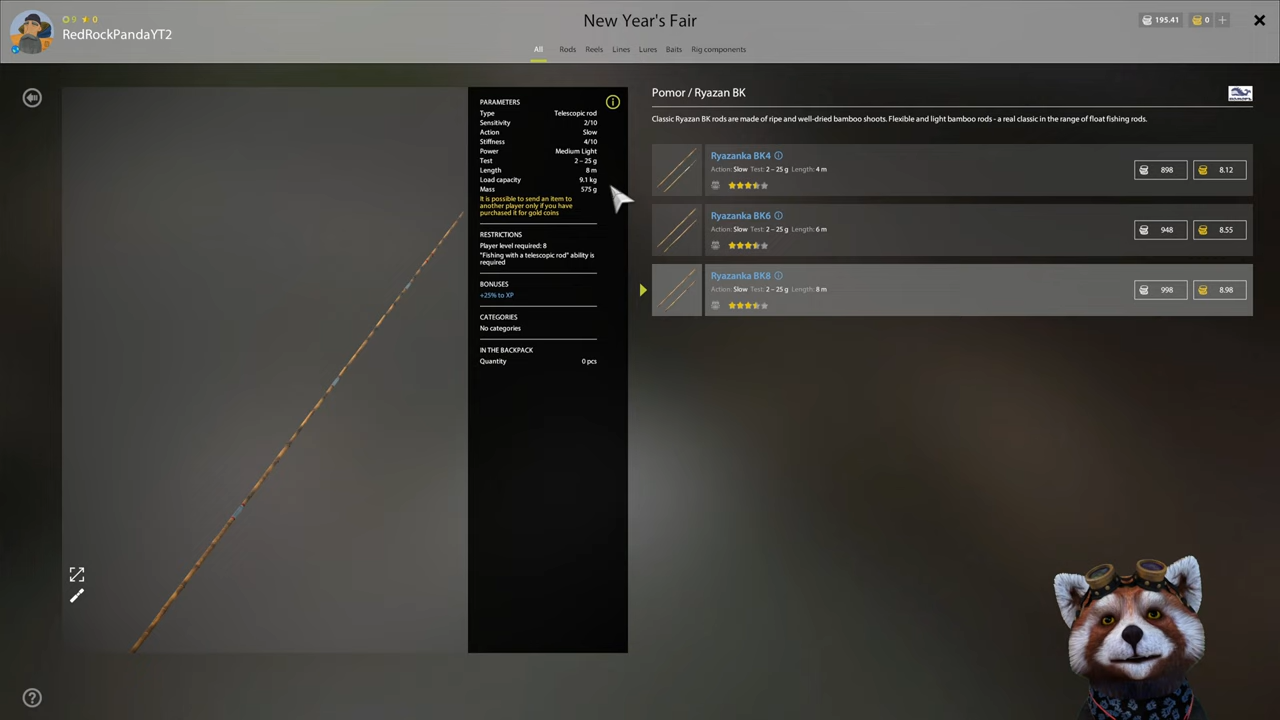 9 0
RedRockPandaYT2
New Year's Fair
195.41
0
All Rods Reels Lines Lures Baits Rig components
PARAMETERS
Type Telescopic rod
Sensitivity 2/10
Action Slow
Stiffness 4/10
Power Medium Light
Test 2 – 25 g
Length 8 m
Load capacity 9.1 kg
Mass 575 g
It is possible to send an item to
another player only if you have
purchased it for gold coins
RESTRICTIONS
Player level required: 8
"Fishing with a telescopic rod" ability is
required
BONUSES
+25% to XP
CATEGORIES
No categories
IN THE BACKPACK
Quantity 0 pcs
Pomor / Ryazan BK
Classic Ryazan BK rods are made of ripe and well-dried bamboo shoots. Flexible and light bamboo rods - a real classic in the range of float fishing rods.
Ryazanka BK4
Action: Slow Test: 2 – 25 g Length: 4 m
898 8.12
Ryazanka BK6
Action: Slow Test: 2 – 25 g Length: 6 m
948 8.55
Ryazanka BK8
Action: Slow Test: 2 – 25 g Length: 8 m
998 8.98